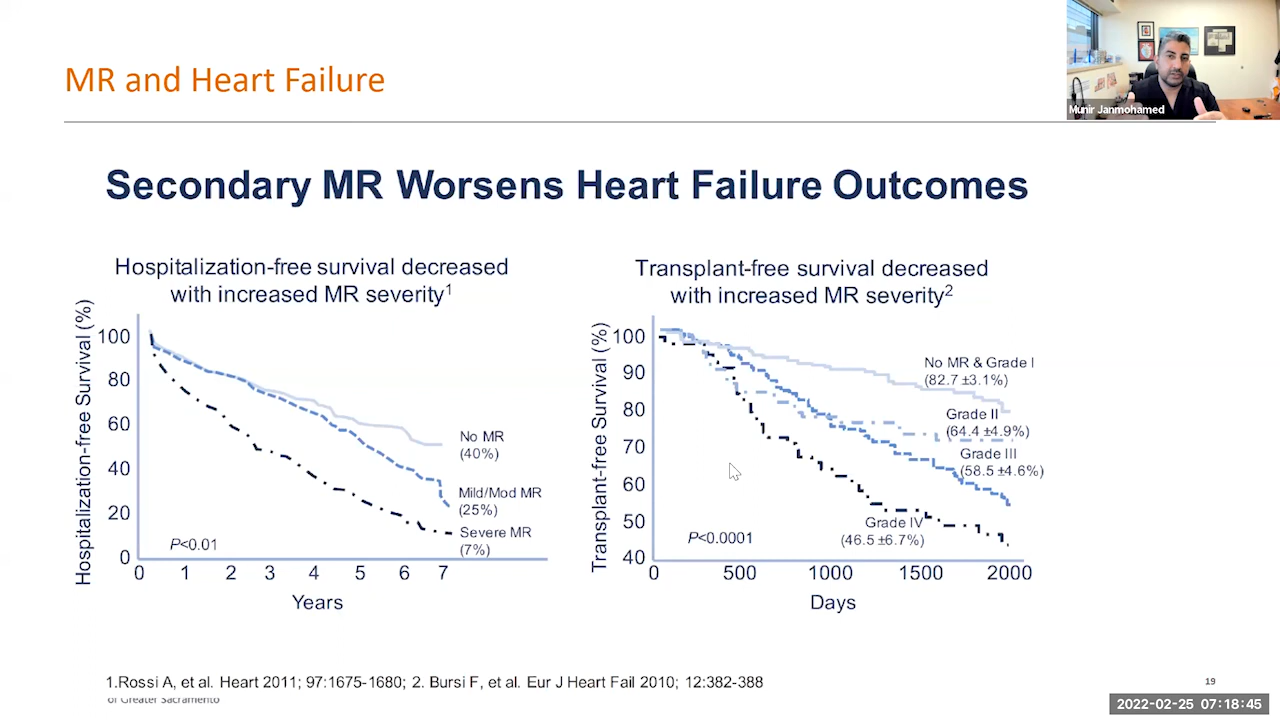 MR and Heart Failure
Munir Janmohamed
Secondary MR Worsens Heart Failure Outcomes
Hospitalization-free survival decreased
with increased MR severity1
Hospitalization-free Survival (%)
100
80
60
40
20
0
0 1 2 3 4 5 6 7
Years
No MR
(40%)
Mild/Mod MR
(25%)
Severe MR
(7%)
P<0.01
Transplant-free survival decreased
with increased MR severity2
Transplant-free Survival (%)
100
90
80
70
60
50
40
0 500 1000 1500 2000
Days
No MR & Grade I
(82.7 ±3.1%)
Grade II
(64.4 ±4.9%)
Grade III
(58.5 ±4.6%)
Grade IV
(46.5 ±6.7%)
P<0.0001
1.Rossi A, et al. Heart 2011; 97:1675-1680; 2. Bursi F, et al. Eur J Heart Fail 2010; 12:382-388
of Greater Sacramento
19
2022-02-25 07:18:45